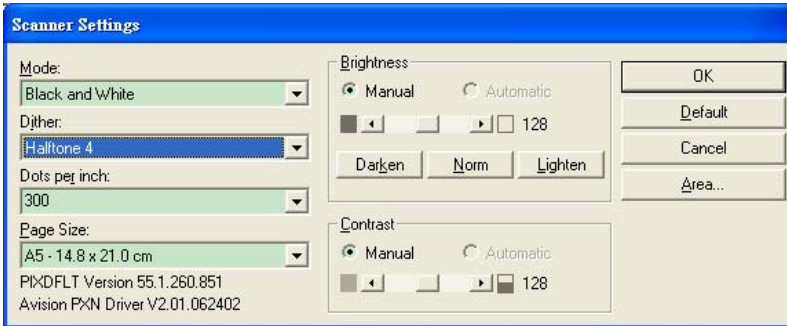 Scanner Settings
Mode:
Black and White
Dither:
Halftone 4
Dots per inch:
300
Page Size:
A5 - 14.8 x 21.0 cm
PIXDFLT Version 55.1.260.851
Avision PXN Driver V2.01.062402
Brightness
Manual Automatic
128
Darken Norm Lighten
Contrast
Manual Automatic
128
OK
Default
Cancel
Area...